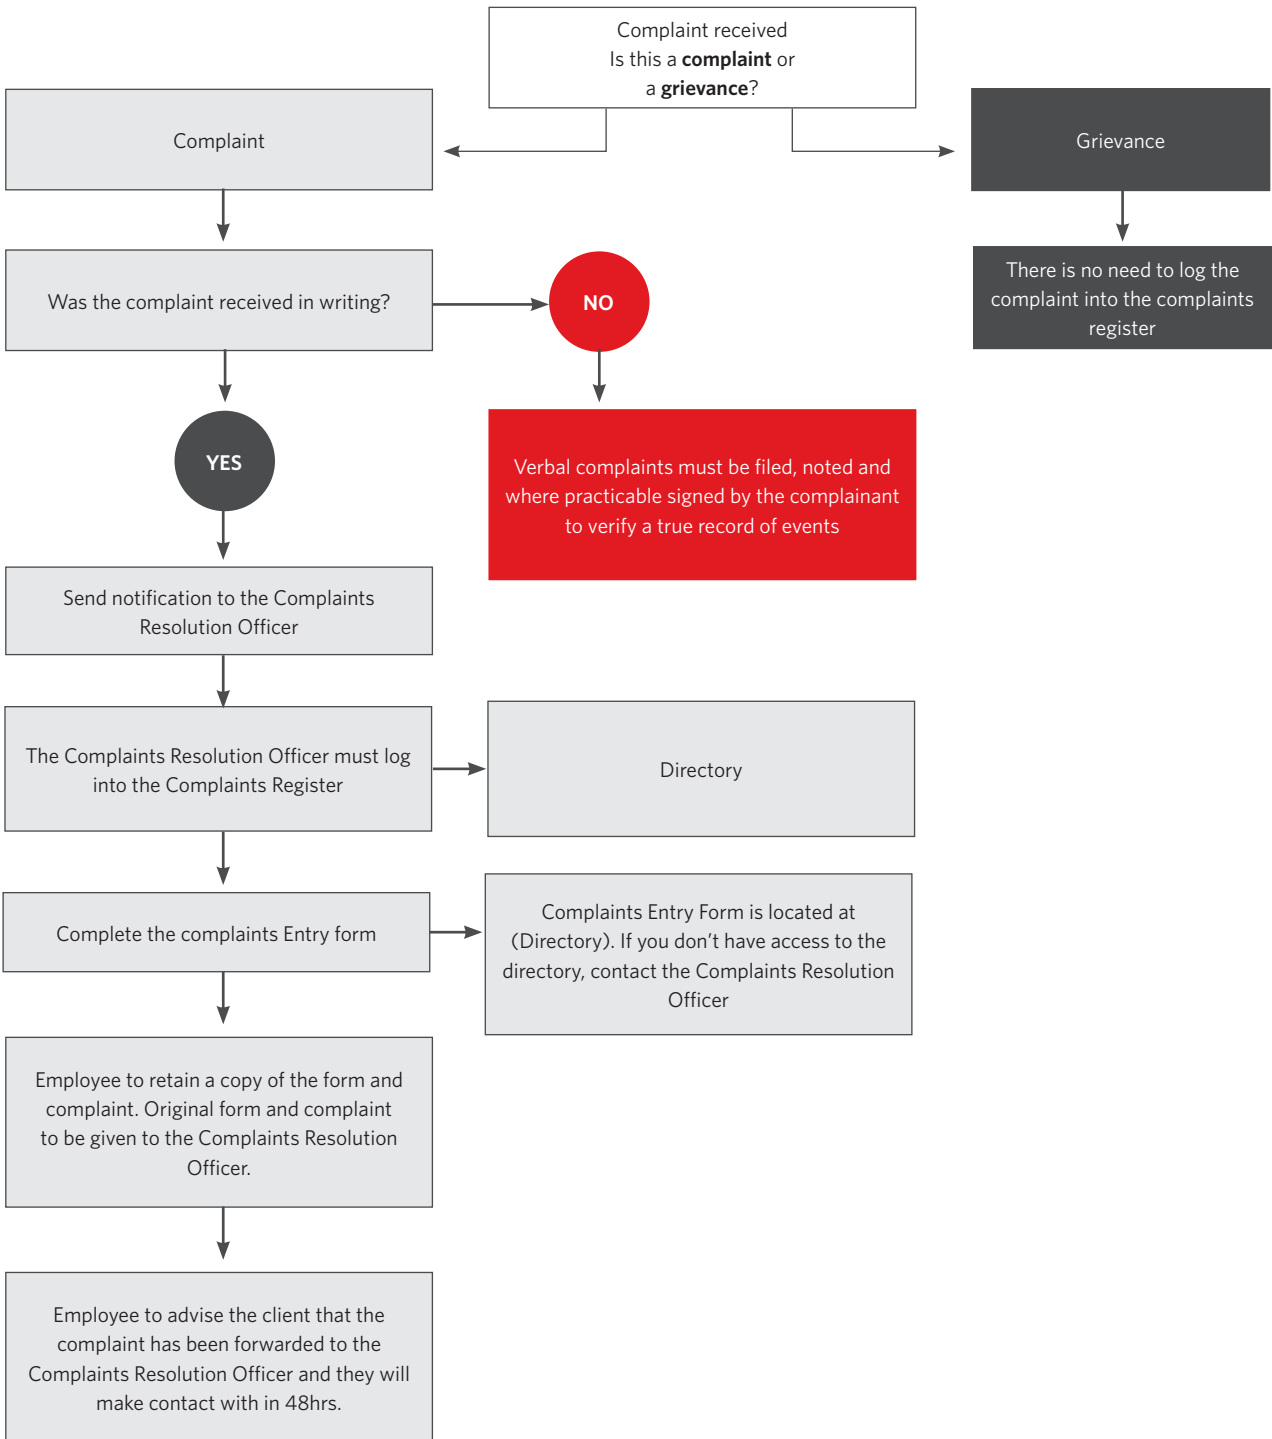 Complaint received
Is this a complaint or
a grievance?
Complaint
Grievance
Was the complaint received in writing?
NO
There is no need to log the
complaint into the complaints
register
YES
Verbal complaints must be filed, noted and
where practicable signed by the complainant
to verify a true record of events
Send notification to the Complaints
Resolution Officer
The Complaints Resolution Officer must log
into the Complaints Register
Directory
Complete the complaints Entry form
Complaints Entry Form is located at
(Directory). If you don't have access to the
directory, contact the Complaints Resolution
Officer
Employee to retain a copy of the form and
complaint. Original form and complaint
to be given to the Complaints Resolution
Officer.
Employee to advise the client that the
complaint has been forwarded to the
Complaints Resolution Officer and they will
make contact with in 48hrs.